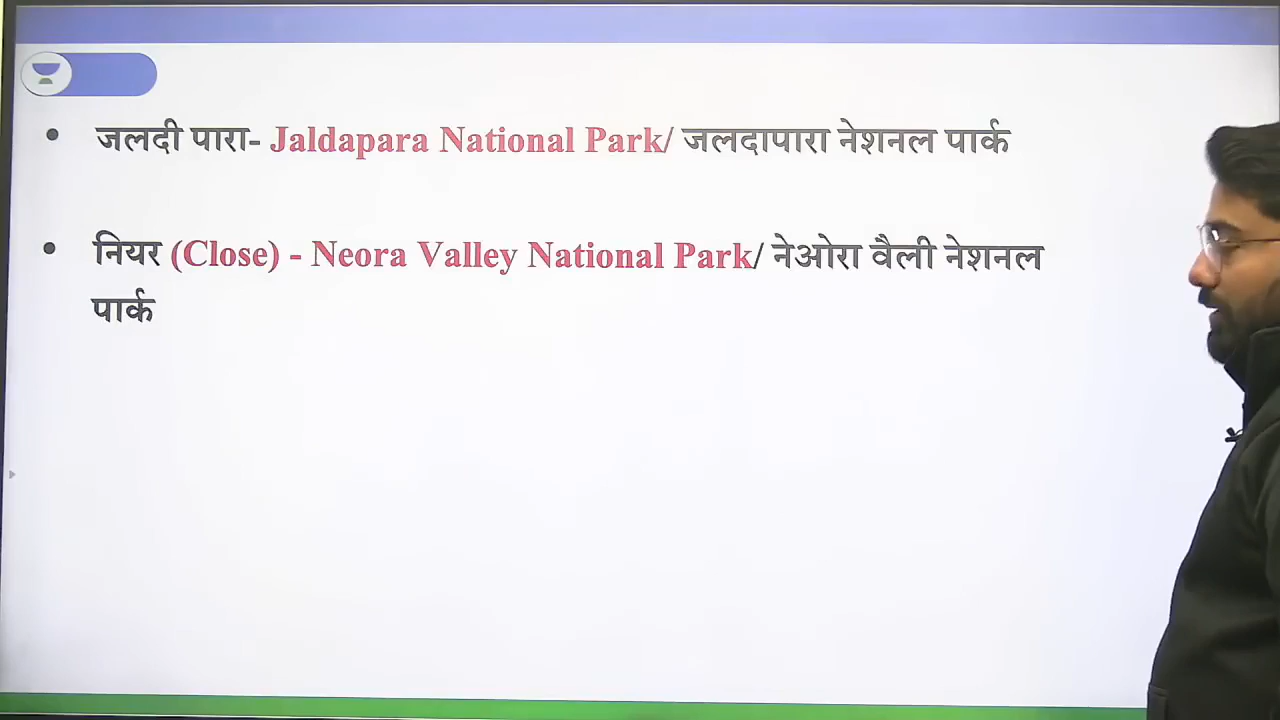 • जलदी पारा- Jaldapara National Park/ जलदापारा नेशनल पार्क
• नियर (Close) - Neora Valley National Park/ नेओरा वैली नेशनल
पार्क